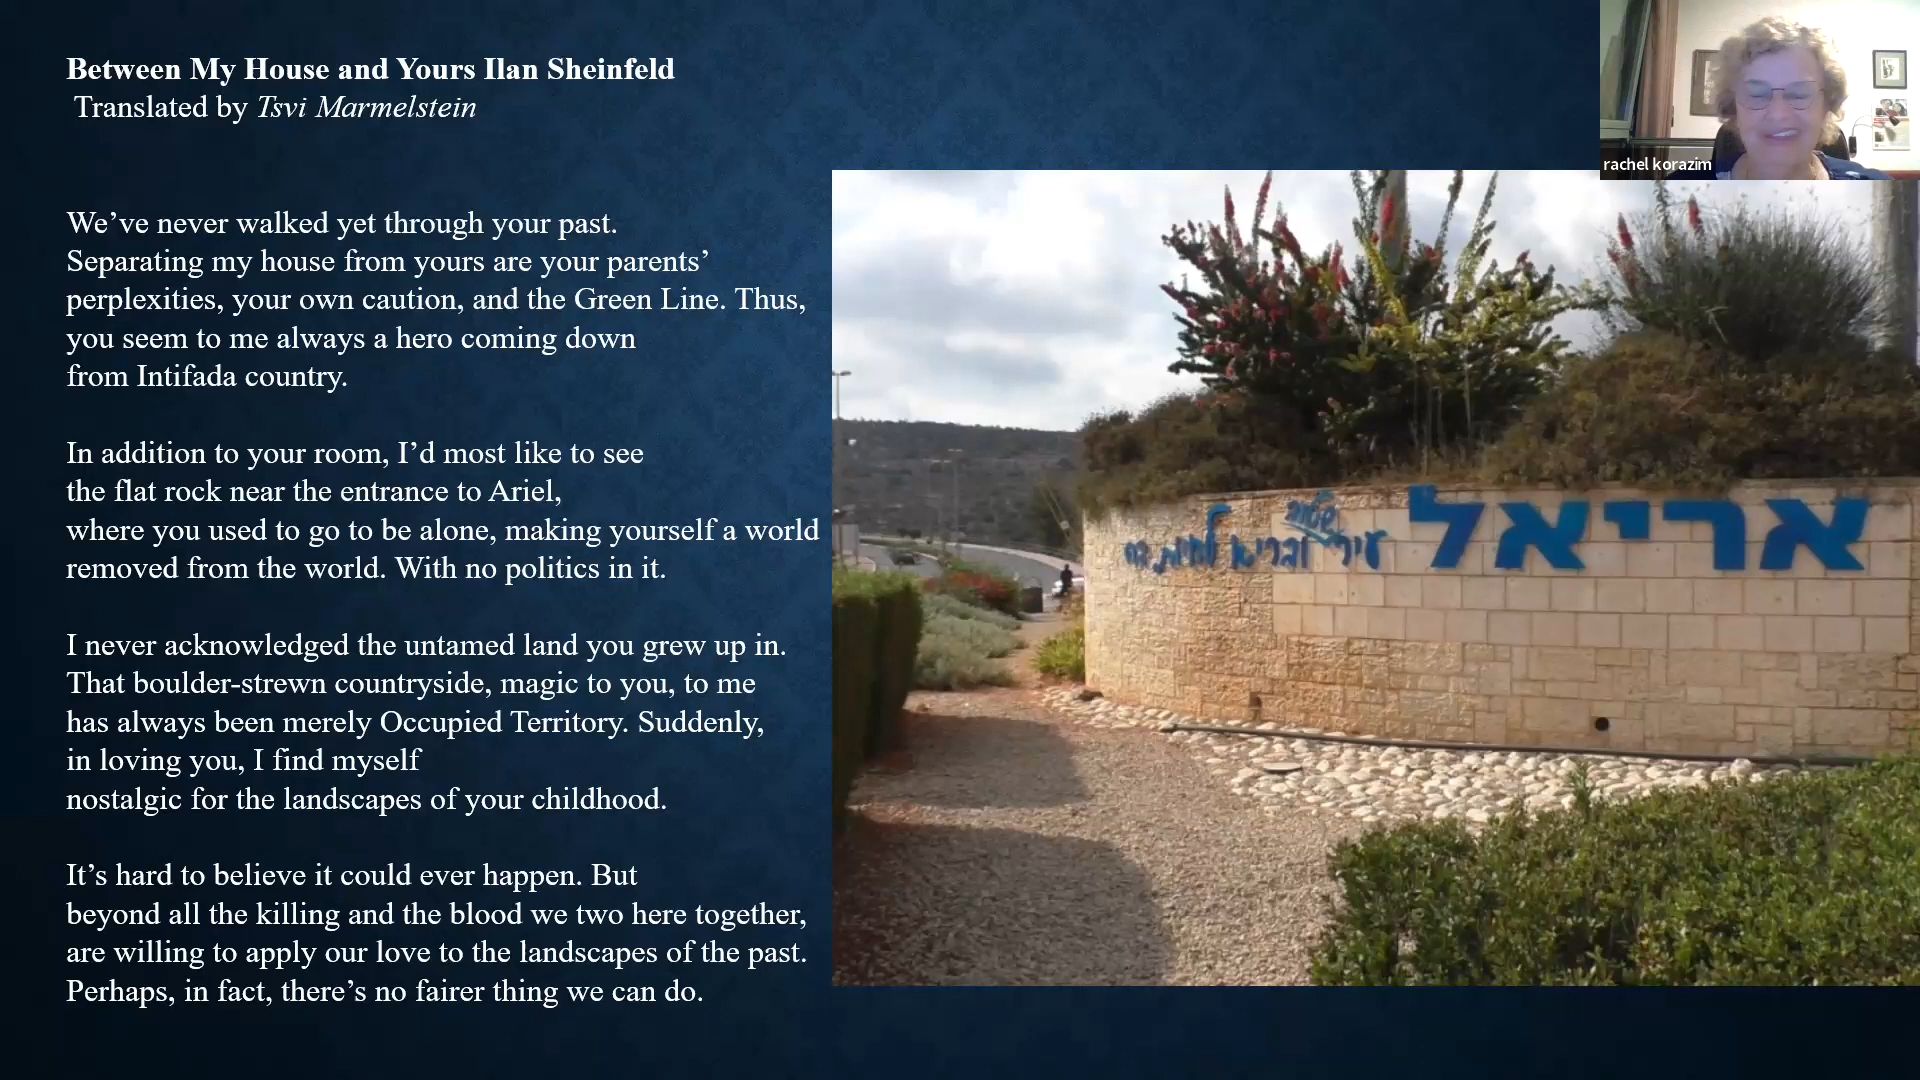 Between My House and Yours Ilan Sheinfeld
Translated by Tsvi Marmelstein
We’ve never walked yet through your past.
Separating my house from yours are your parents’
perplexities, your own caution, and the Green Line. Thus,
you seem to me always a hero coming down
from Intifada country.
In addition to your room, I’d most like to see
the flat rock near the entrance to Ariel,
where you used to go to be alone, making yourself a world
removed from the world. With no politics in it.
I never acknowledged the untamed land you grew up in.
That boulder-strewn countryside, magic to you, to me
has always been merely Occupied Territory. Suddenly,
in loving you, I find myself
nostalgic for the landscapes of your childhood.
It’s hard to believe it could ever happen. But
beyond all the killing and the blood we two here together,
are willing to apply our love to the landscapes of the past.
Perhaps, in fact, there’s no fairer thing we can do.
rachel korazim
אריאל
עיר שטוב ובריא לחיות בה